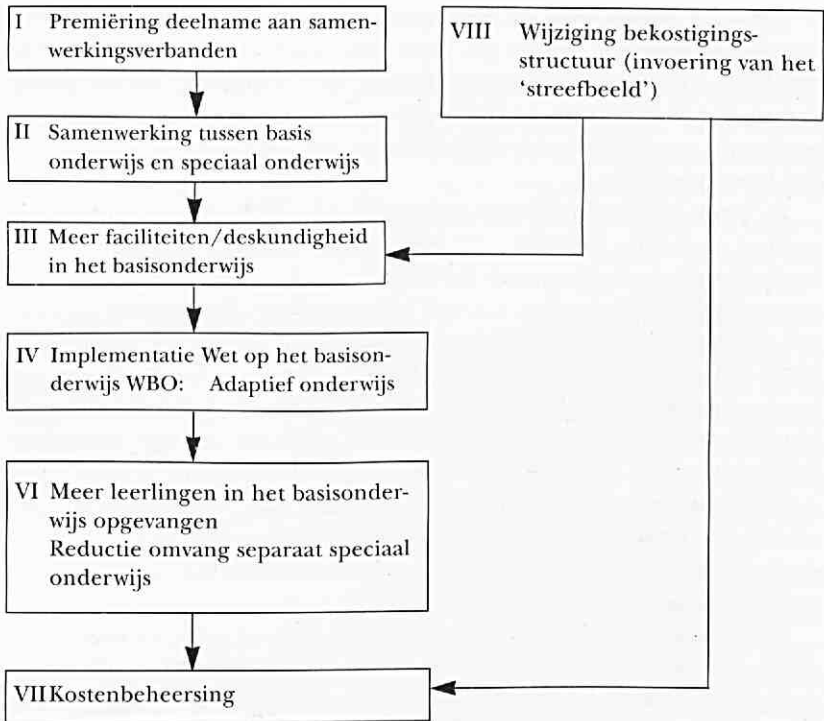 I Premiëring deelname aan samen-
werkingsverbanden
VIII Wijziging bekostigings-
structuur (invoering van het
‘streefbeeld’)
II Samenwerking tussen basis
onderwijs en speciaal onderwijs
III Meer faciliteiten/deskundigheid
in het basisonderwijs
IV Implementatie Wet op het basison-
derwijs WBO: Adaptief onderwijs
VI Meer leerlingen in het basisonder-
wijs opgevangen
Reductie omvang separaat speciaal
onderwijs
VII Kostenbeheersing